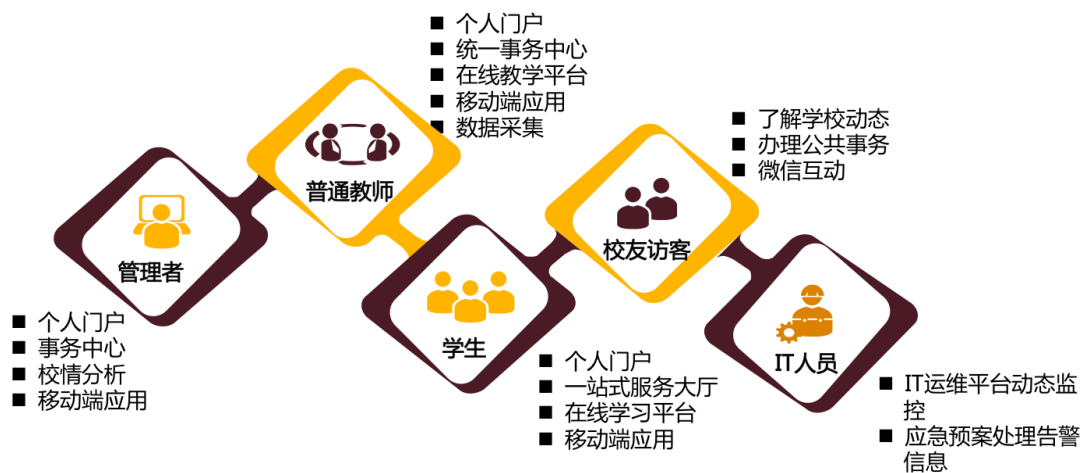 个人门户
统一事务中心
在线教学平台
移动端应用
数据采集
普通教师
了解学校动态
办理公共事务
微信互动
校友访客
管理者
个人门户
事务中心
校情分析
移动端应用
学生
个人门户
一站式服务大厅
在线学习平台
移动端应用
IT人员
IT运维平台动态监
控
应急预案处理告警
信息